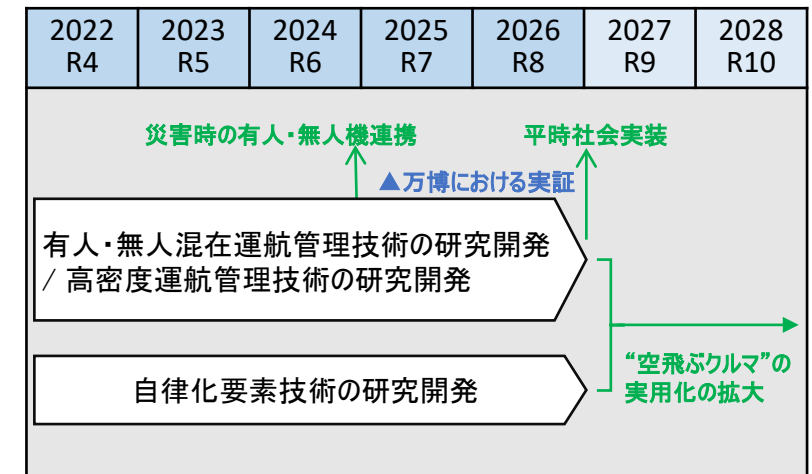 2022 2023 2024 2025 2026 2027 2028
R4 R5 R6 R7 R8 R9 R10
災害時の有人・無人機連携 平時社会実装
▲万博における実証
有人・無人混在運航管理技術の研究開発
/ 高密度運航管理技術の研究開発
“空飛ぶクルマ”の
実用化の拡大
自律化要素技術の研究開発